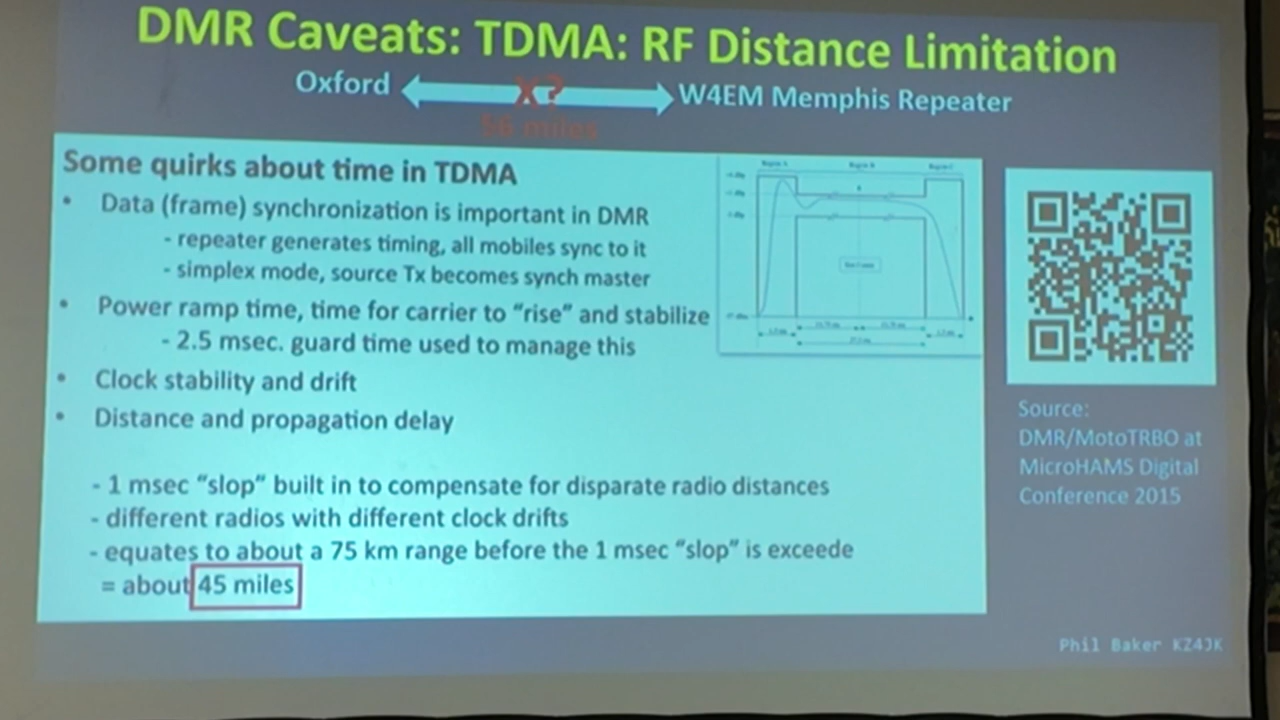 DMR Caveats: TDMA: RF Distance Limitation
Oxford X? W4EM Memphis Repeater
56 miles
Some quirks about time in TDMA
• Data (frame) synchronization is important in DMR
- repeater generates timing, all mobiles sync to it
- simplex mode, source Tx becomes synch master
• Power ramp time, time for carrier to “rise” and stabilize
- 2.5 msec. guard time used to manage this
• Clock stability and drift
• Distance and propagation delay
- 1 msec “slop” built in to compensate for disparate radio distances
- different radios with different clock drifts
- equates to about a 75 km range before the 1 msec “slop” is exceede
= about 45 miles
Source:
DMR/MotoTRBO at
MicroHAMS Digital
Conference 2015
Phil Baker KZ4JK